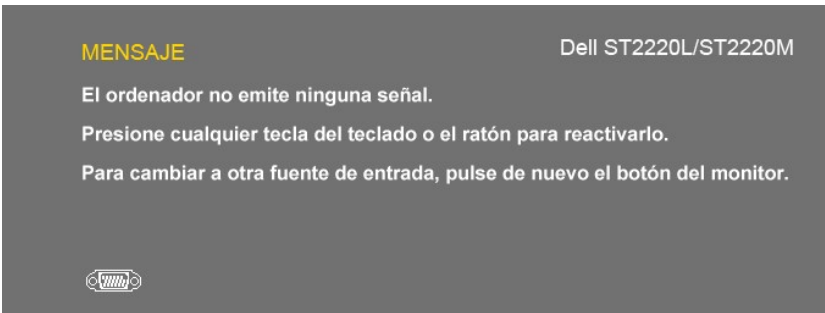 MENSAJE
Dell ST2220L/ST2220M
El ordenador no emite ninguna señal.
Presione cualquier tecla del teclado o el ratón para reactivarlo.
Para cambiar a otra fuente de entrada, pulse de nuevo el botón del monitor.